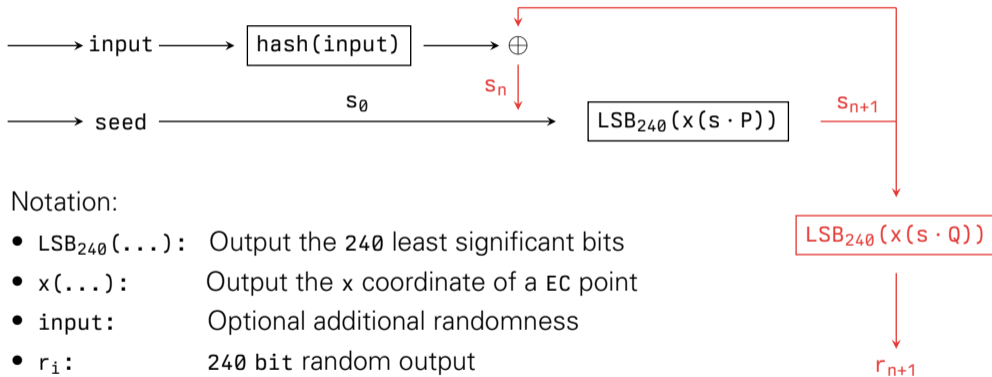 input hash(input) ⊕
s₀ sₙ
seed LSB₂₄₀(x(s · P)) sₙ₊₁
Notation:
• LSB₂₄₀(...): Output the 240 least significant bits
LSB₂₄₀(x(s · Q))
• x(...): Output the x coordinate of a EC point
• input: Optional additional randomness
• rᵢ: 240 bit random output
rₙ₊₁